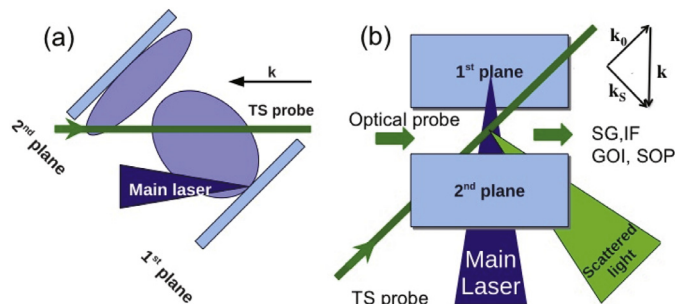 (a)
k
TS probe
2nd plane
Main laser
1st plane
(b)
1st plane
k0
k
kS
Optical probe
SG,IF
GOI, SOP
2nd plane
Main
Laser
Scattered
light
TS probe